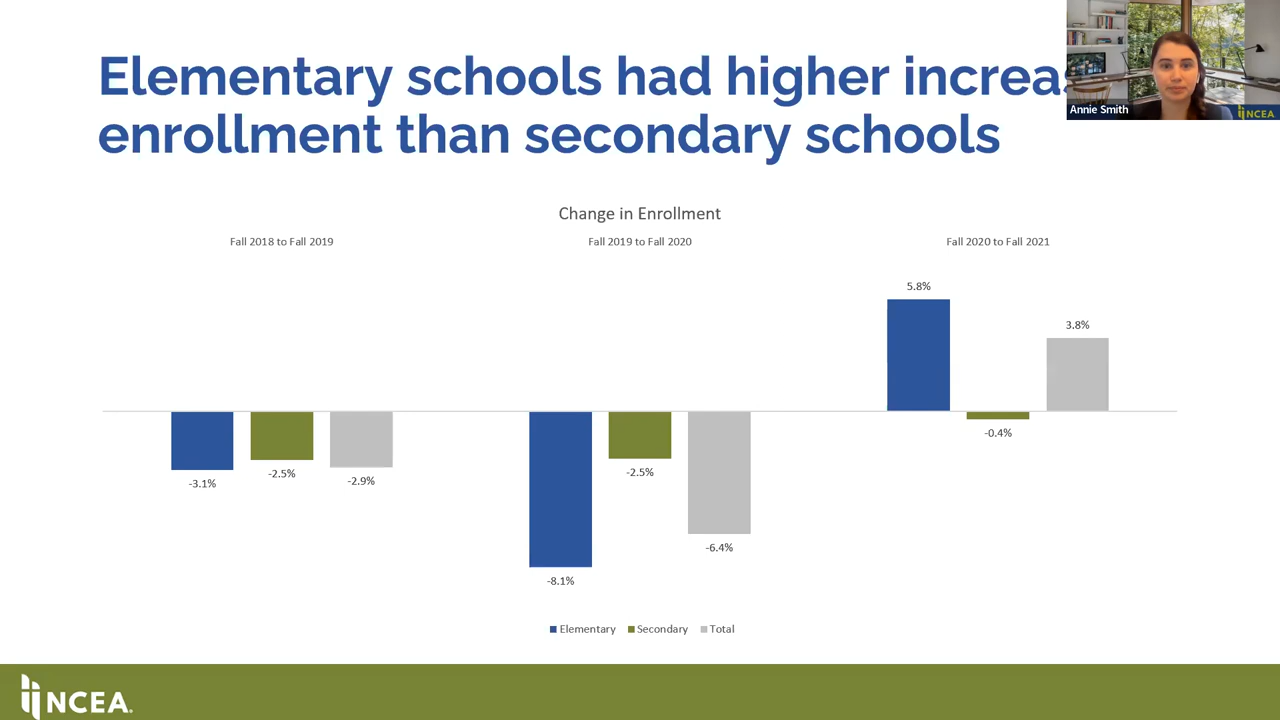 Elementary schools had higher increa
enrollment than secondary schools
Annie Smith
NCEA
Change in Enrollment
Fall 2018 to Fall 2019
Fall 2019 to Fall 2020
Fall 2020 to Fall 2021
5.8%
3.8%
-0.4%
-3.1%
-2.5%
-2.9%
-2.5%
-6.4%
-8.1%
Elementary Secondary Total
NCEA.